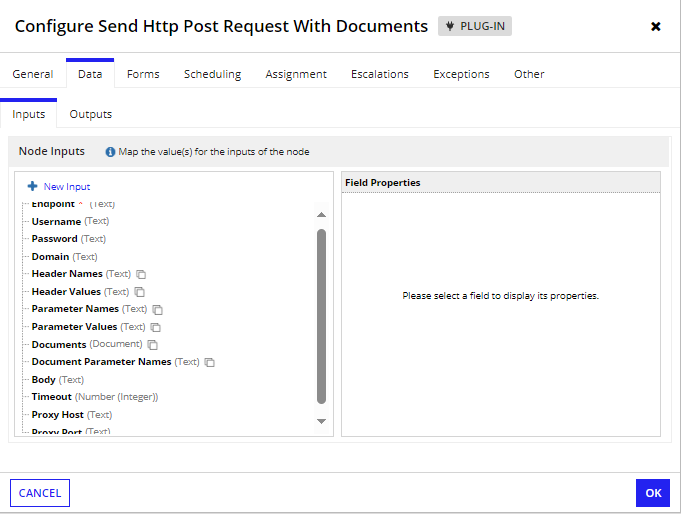 Configure Send Http Post Request With Documents PLUG-IN
General Data Forms Scheduling Assignment Escalations Exceptions Other
Inputs Outputs
Node Inputs Map the value(s) for the inputs of the node
New Input
Endpoint * (Text)
Username (Text)
Password (Text)
Domain (Text)
Header Names (Text)
Header Values (Text)
Parameter Names (Text)
Parameter Values (Text)
Documents (Document)
Document Parameter Names (Text)
Body (Text)
Timeout (Number (Integer))
Proxy Host (Text)
Proxy Port (Text)
Field Properties
Please select a field to display its properties.
CANCEL OK